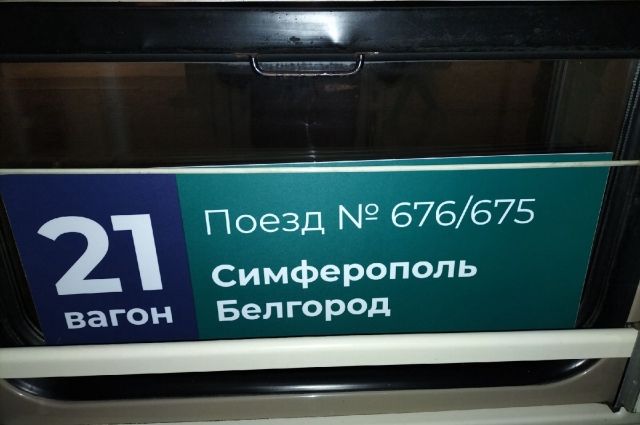 21
вагон
Поезд № 676/675
Симферополь
Белгород